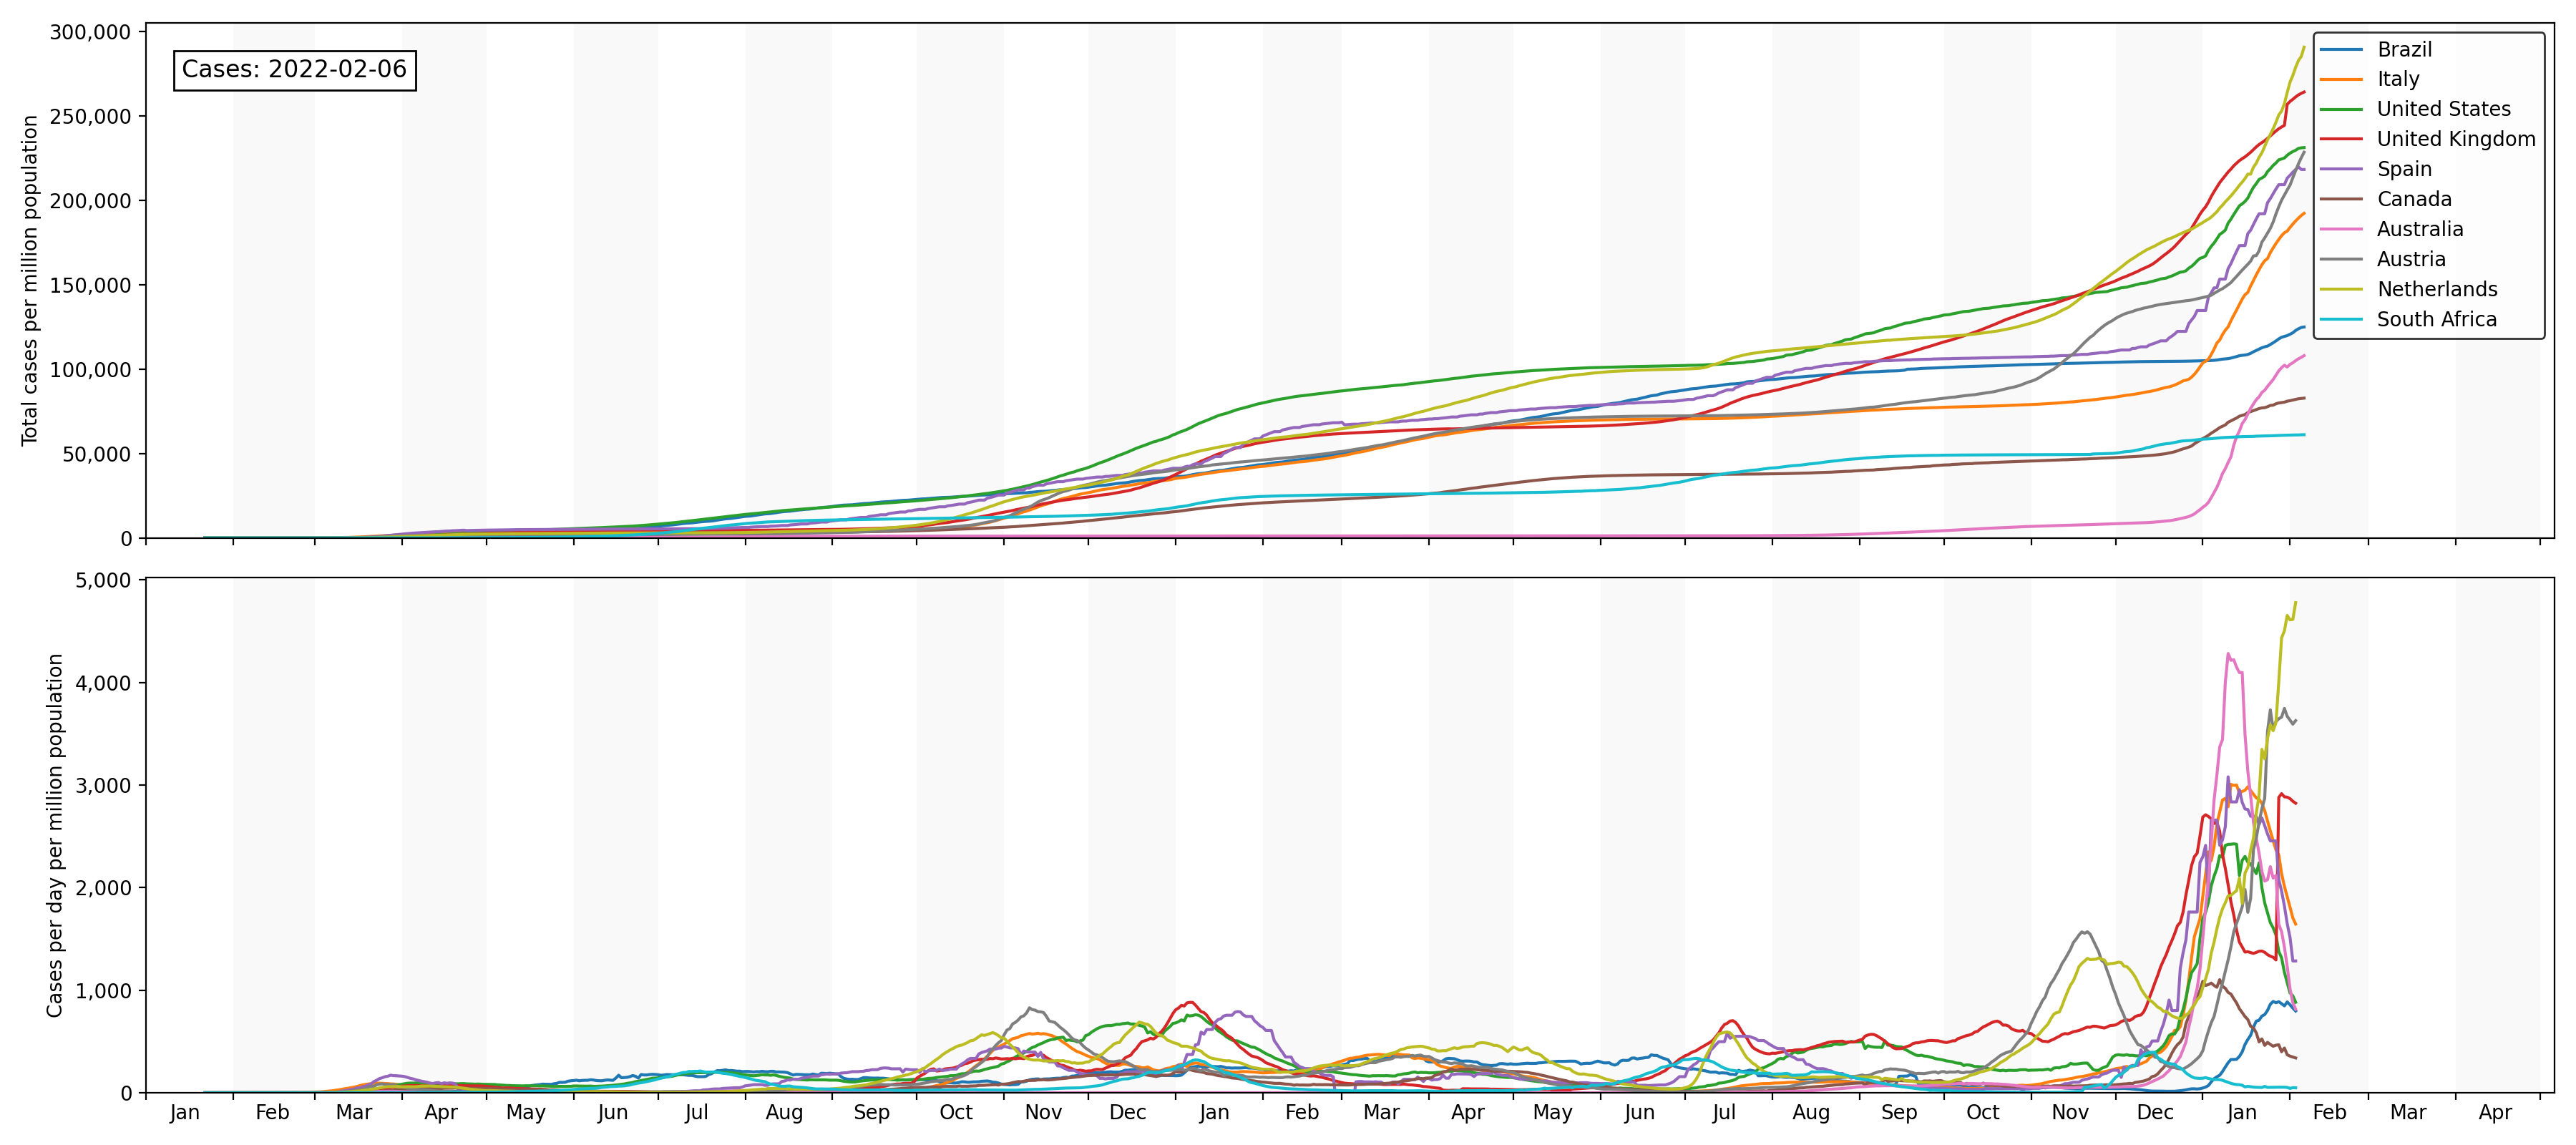 Total cases per million population
300,000
250,000
200,000
150,000
100,000
50,000
0
Cases: 2022-02-06
Brazil
Italy
United States
United Kingdom
Spain
Canada
Australia
Austria
Netherlands
South Africa
Cases per day per million population
5,000
4,000
3,000
2,000
1,000
0
Jan Feb Mar Apr May Jun Jul Aug Sep Oct Nov Dec Jan Feb Mar Apr May Jun Jul Aug Sep Oct Nov Dec Jan Feb Mar Apr